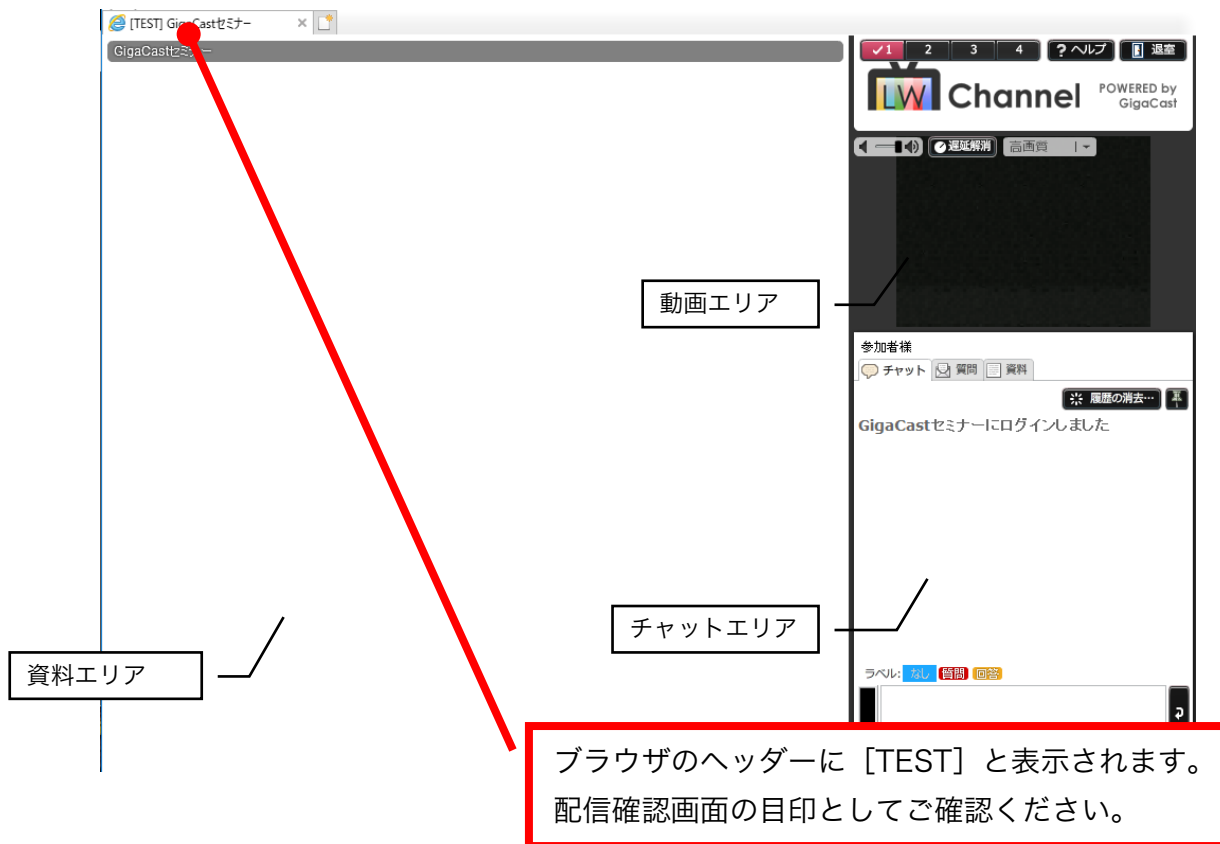 [TEST] GigaCastセミナー
GigaCastセミナー
1 2 3 4 ? ヘルプ 退室
LW Channel POWERED by
GigaCast
遅延解消 高画質
動画エリア
参加者様
チャット 質問 資料
履歴の消去…
GigaCastセミナーにログインしました
チャットエリア
資料エリア
ラベル: なし 質問 回答
ブラウザのヘッダーに［TEST］と表示されます。
配信確認画面の目印としてご確認ください。